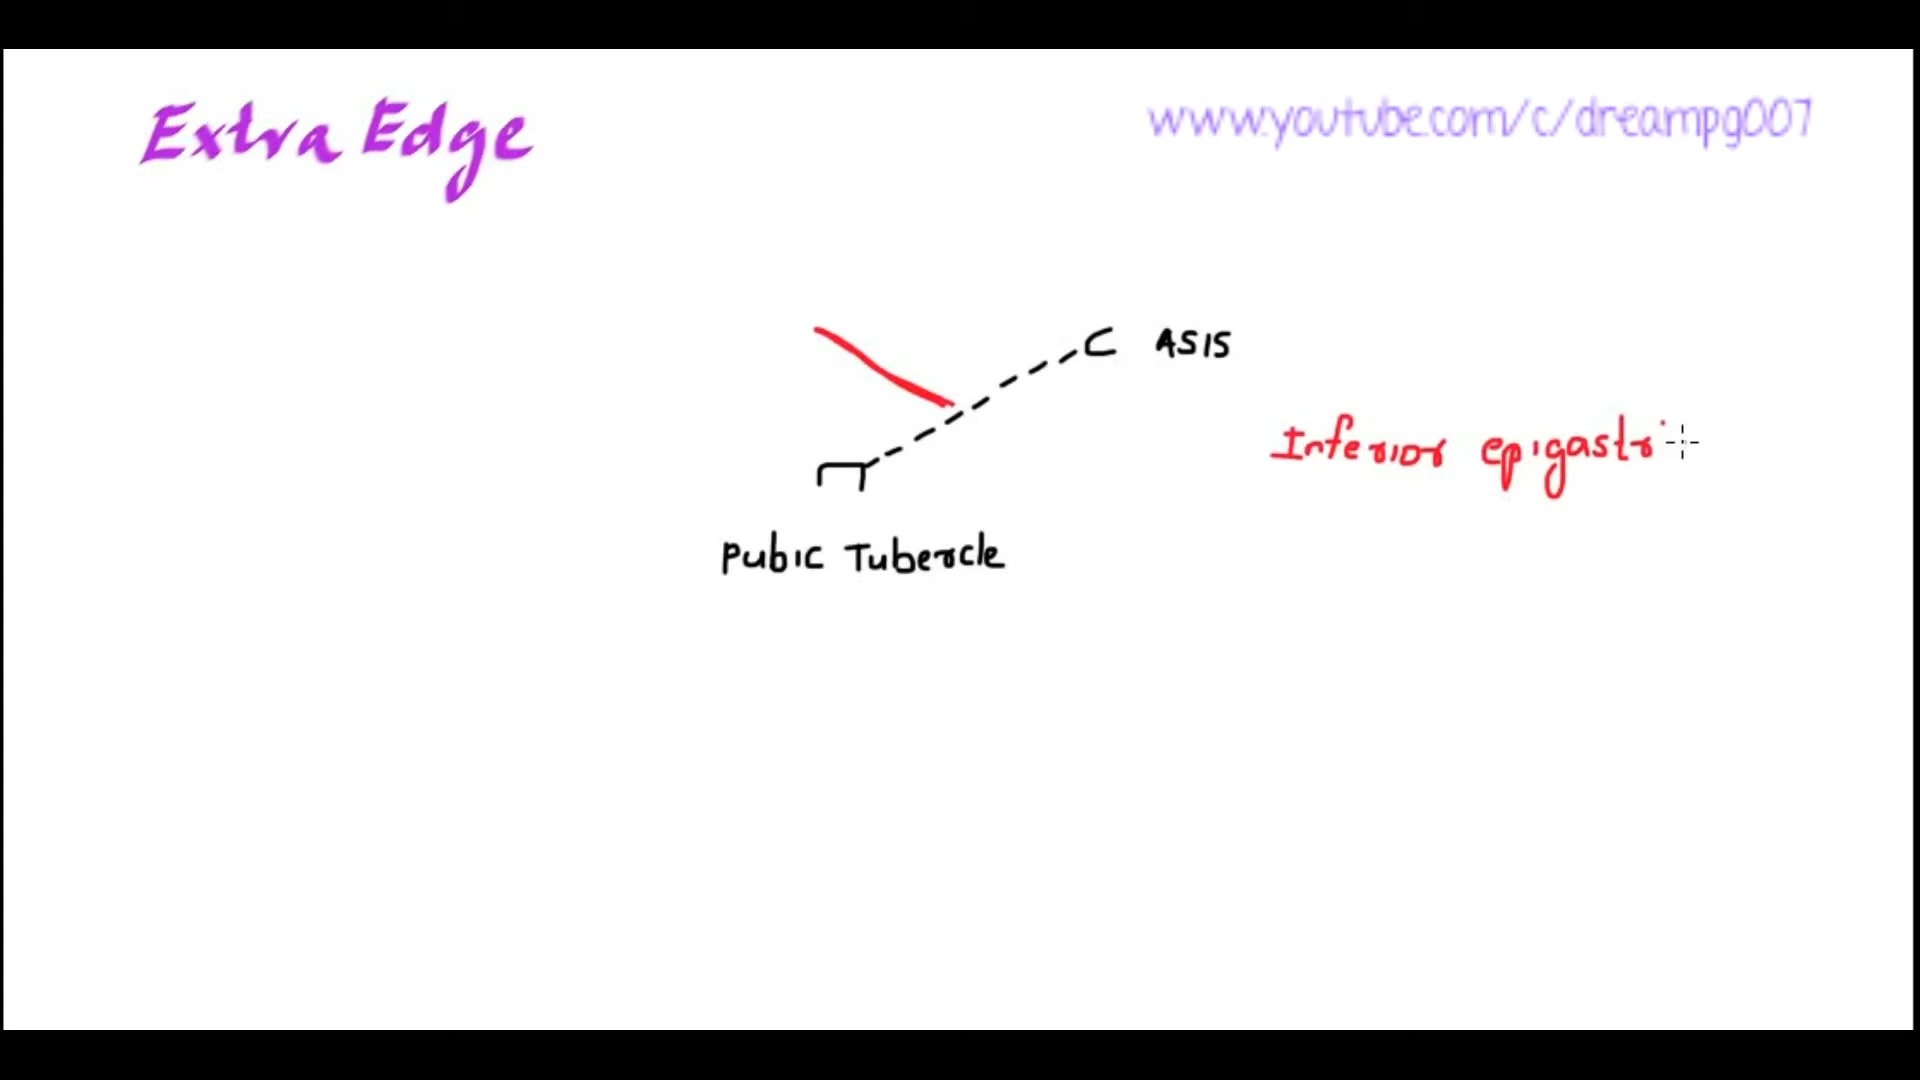 Extra Edge
www.youtube.com/c/dreampg007
ASIS
Inferior epigastri
Pubic Tubercle